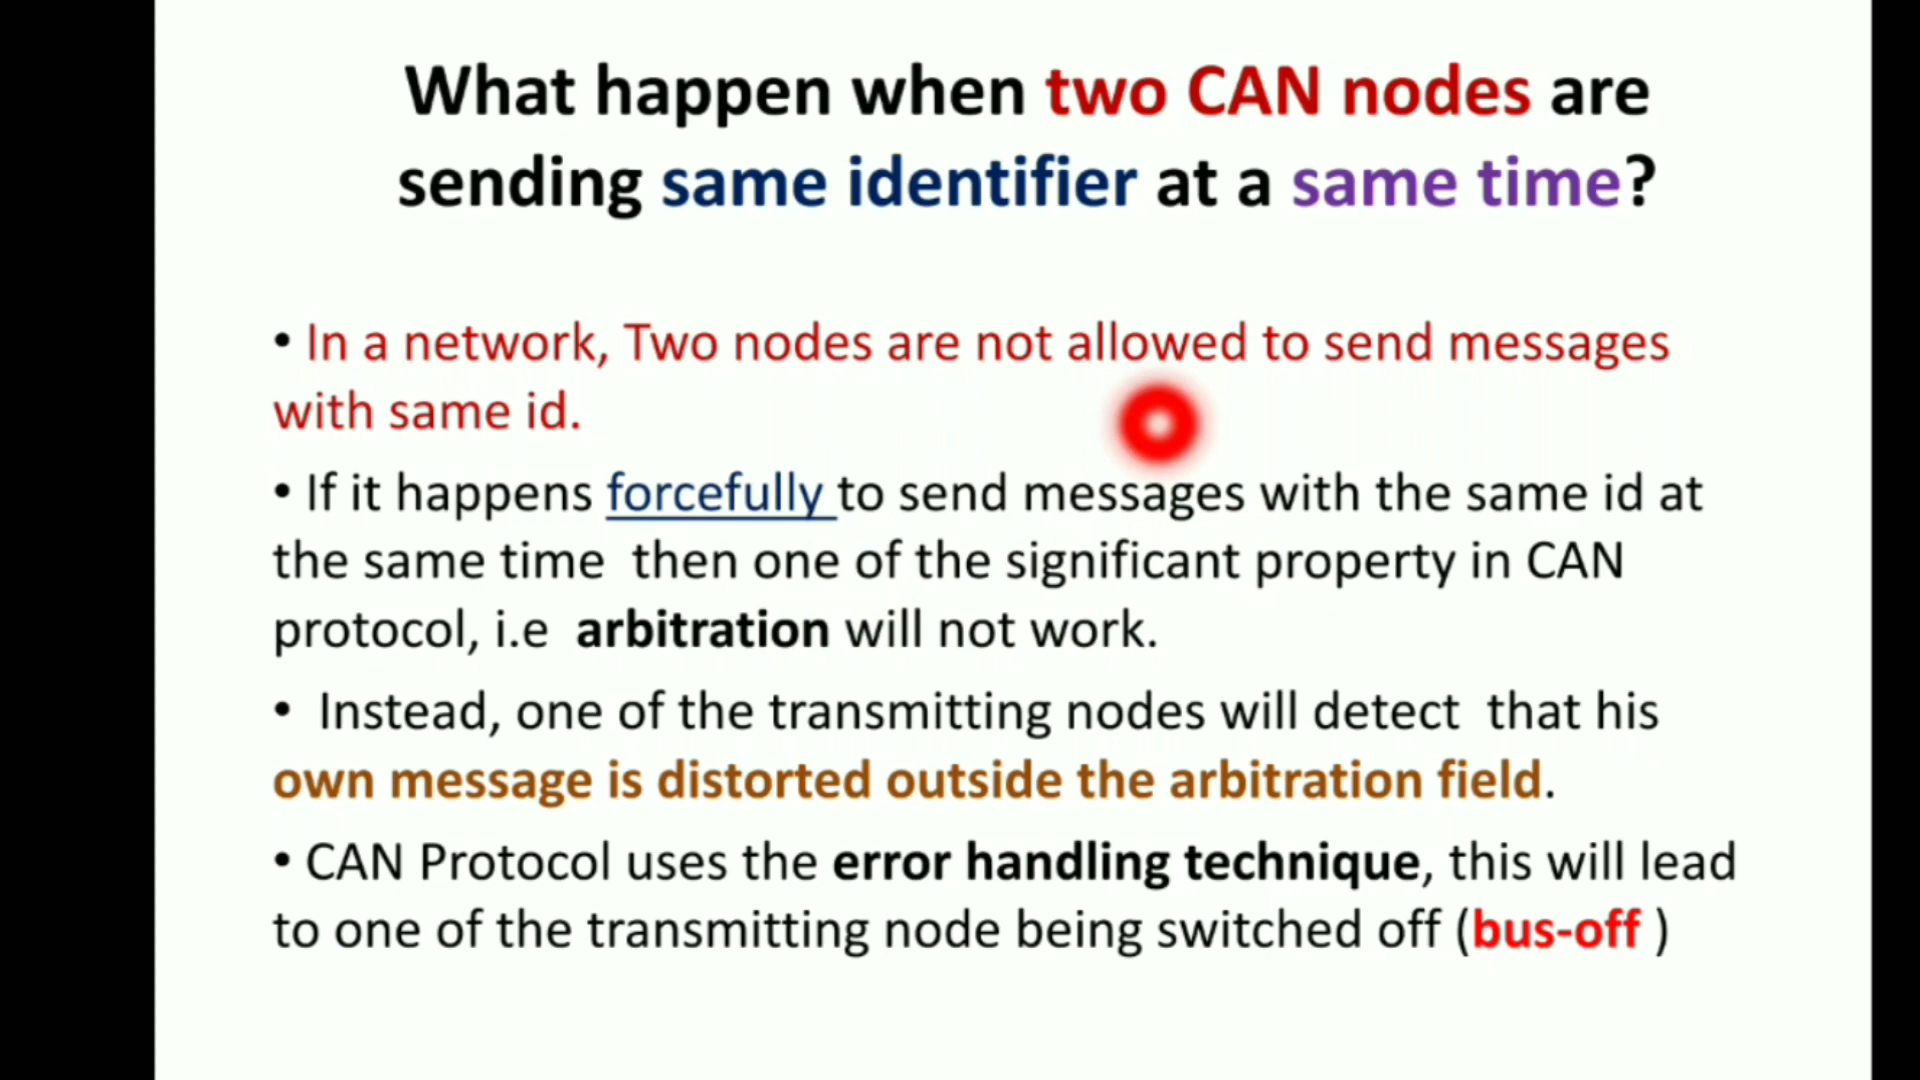 What happen when two CAN nodes are
sending same identifier at a same time?
• In a network, Two nodes are not allowed to send messages
with same id.
• If it happens forcefully to send messages with the same id at
the same time then one of the significant property in CAN
protocol, i.e arbitration will not work.
• Instead, one of the transmitting nodes will detect that his
own message is distorted outside the arbitration field.
• CAN Protocol uses the error handling technique, this will lead
to one of the transmitting node being switched off (bus-off )